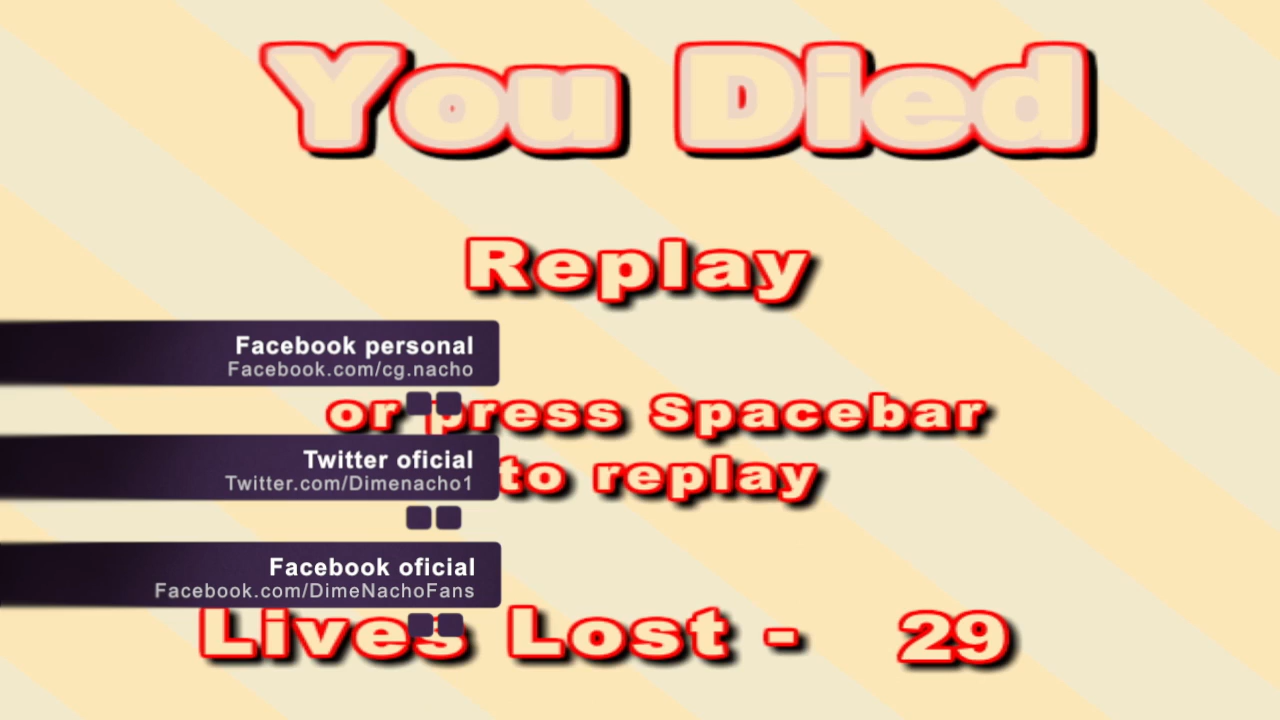 You Died
Replay
Facebook personal
Facebook.com/cg.nacho
or press Spacebar
Twitter oficial
Twitter.com/Dimenacho1
to replay
Facebook oficial
Facebook.com/DimeNachoFans
Lives Lost - 29